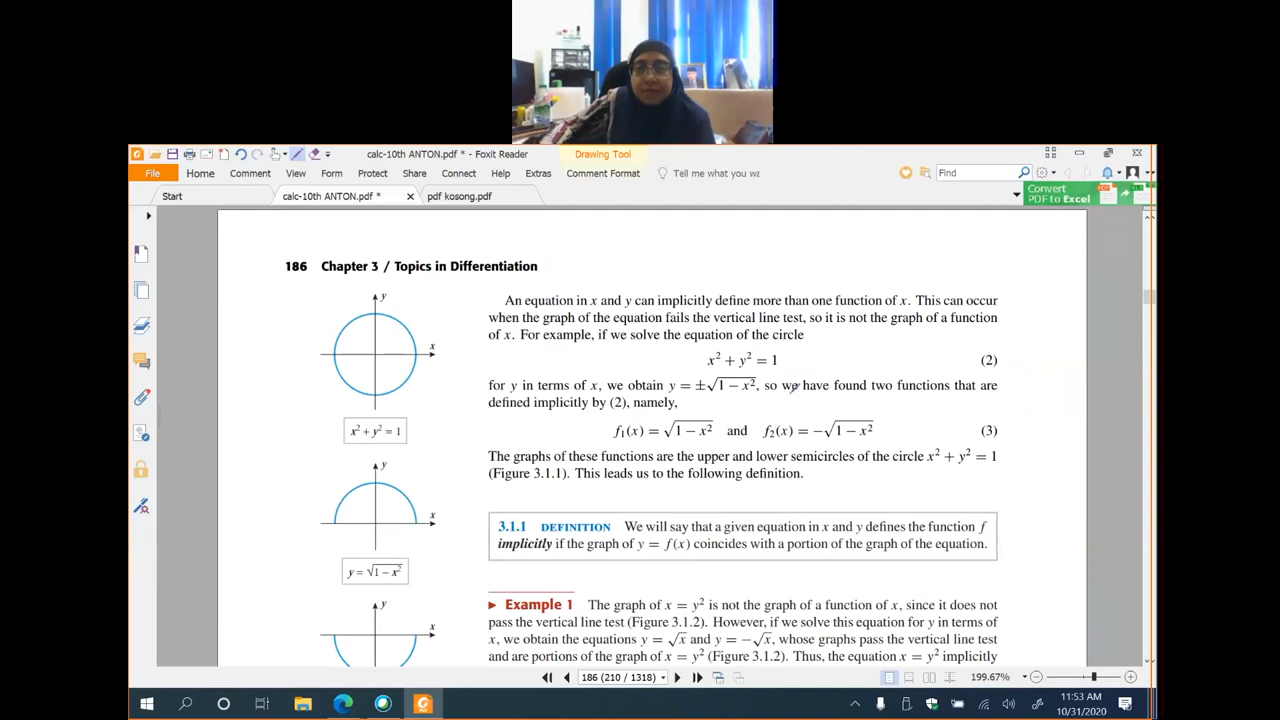 calc-10th ANTON.pdf * - Foxit Reader
Drawing Tool
File
Home
Comment
View
Form
Protect
Share
Connect
Help
Extras
Comment Format
Tell me what you wa
Find
Start
calc-10th ANTON.pdf *
pdf kosong.pdf
Convert
PDF to Excel
186 Chapter 3 / Topics in Differentiation
y
x
x² + y² = 1
y
x
y = √1 − x²
y
x
An equation in x and y can implicitly define more than one function of x. This can occur
when the graph of the equation fails the vertical line test, so it is not the graph of a function
of x. For example, if we solve the equation of the circle
x² + y² = 1 (2)
for y in terms of x, we obtain y = ±√1 − x², so we have found two functions that are
defined implicitly by (2), namely,
f₁(x) = √1 − x² and f₂(x) = −√1 − x² (3)
The graphs of these functions are the upper and lower semicircles of the circle x² + y² = 1
(Figure 3.1.1). This leads us to the following definition.
3.1.1 DEFINITION We will say that a given equation in x and y defines the function f
implicitly if the graph of y = f(x) coincides with a portion of the graph of the equation.
Example 1 The graph of x = y² is not the graph of a function of x, since it does not
pass the vertical line test (Figure 3.1.2). However, if we solve this equation for y in terms of
x, we obtain the equations y = √x and y = −√x, whose graphs pass the vertical line test
and are portions of the graph of x = y² (Figure 3.1.2). Thus, the equation x = y² implicitly
186 (210 / 1318)
199.67%
11:53 AM
10/31/2020